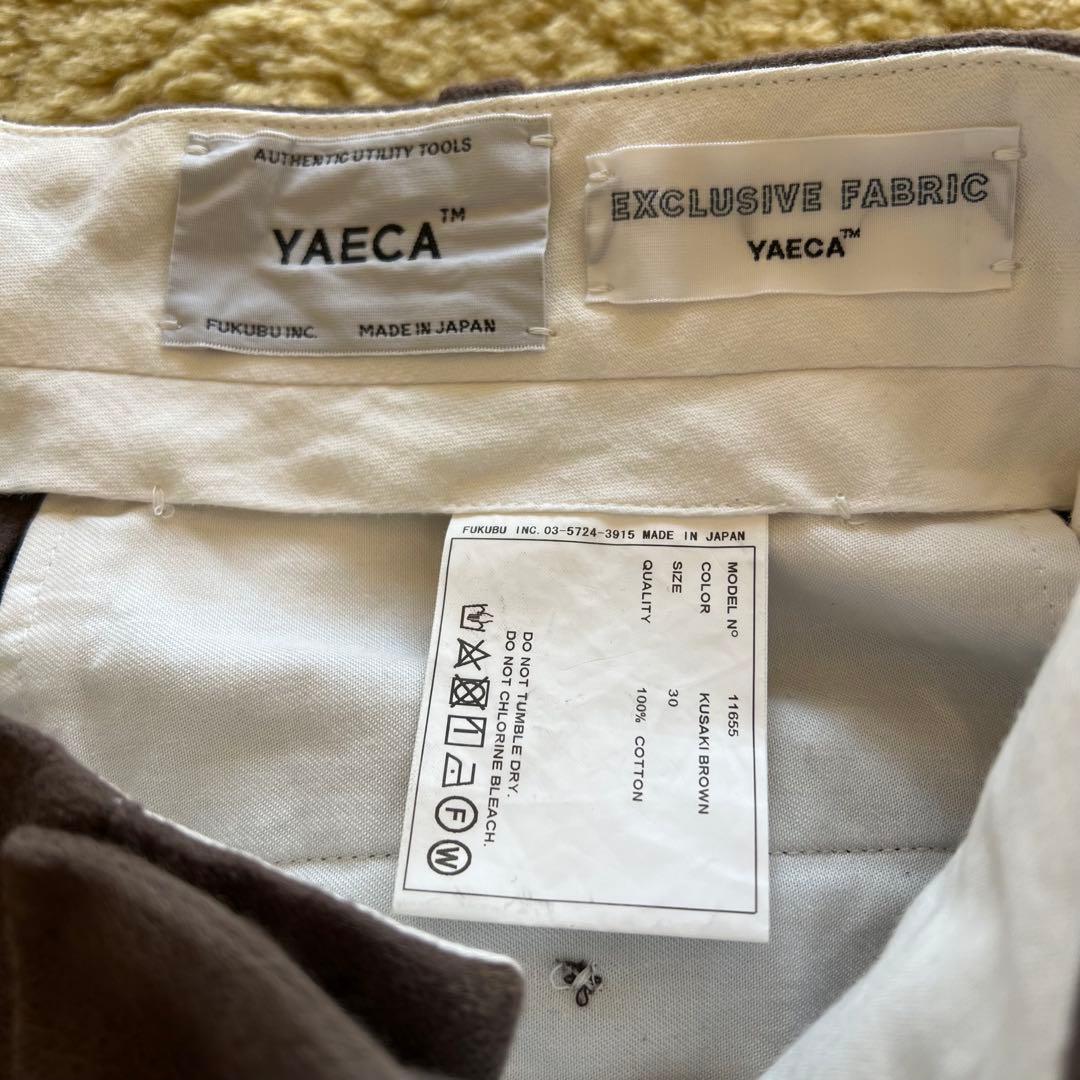 AUTHENTIC UTILITY TOOLS
YAECA™
FUKUBU INC. MADE IN JAPAN
EXCLUSIVE FABRIC
YAECA™
FUKUBU INC. 03-5724-3915 MADE IN JAPAN
MODEL Nº 11655
COLOR KUSAKI BROWN
SIZE 30
QUALITY 100% COTTON
DO NOT TUMBLE DRY.
DO NOT CHLORINE BLEACH.
1
F
W